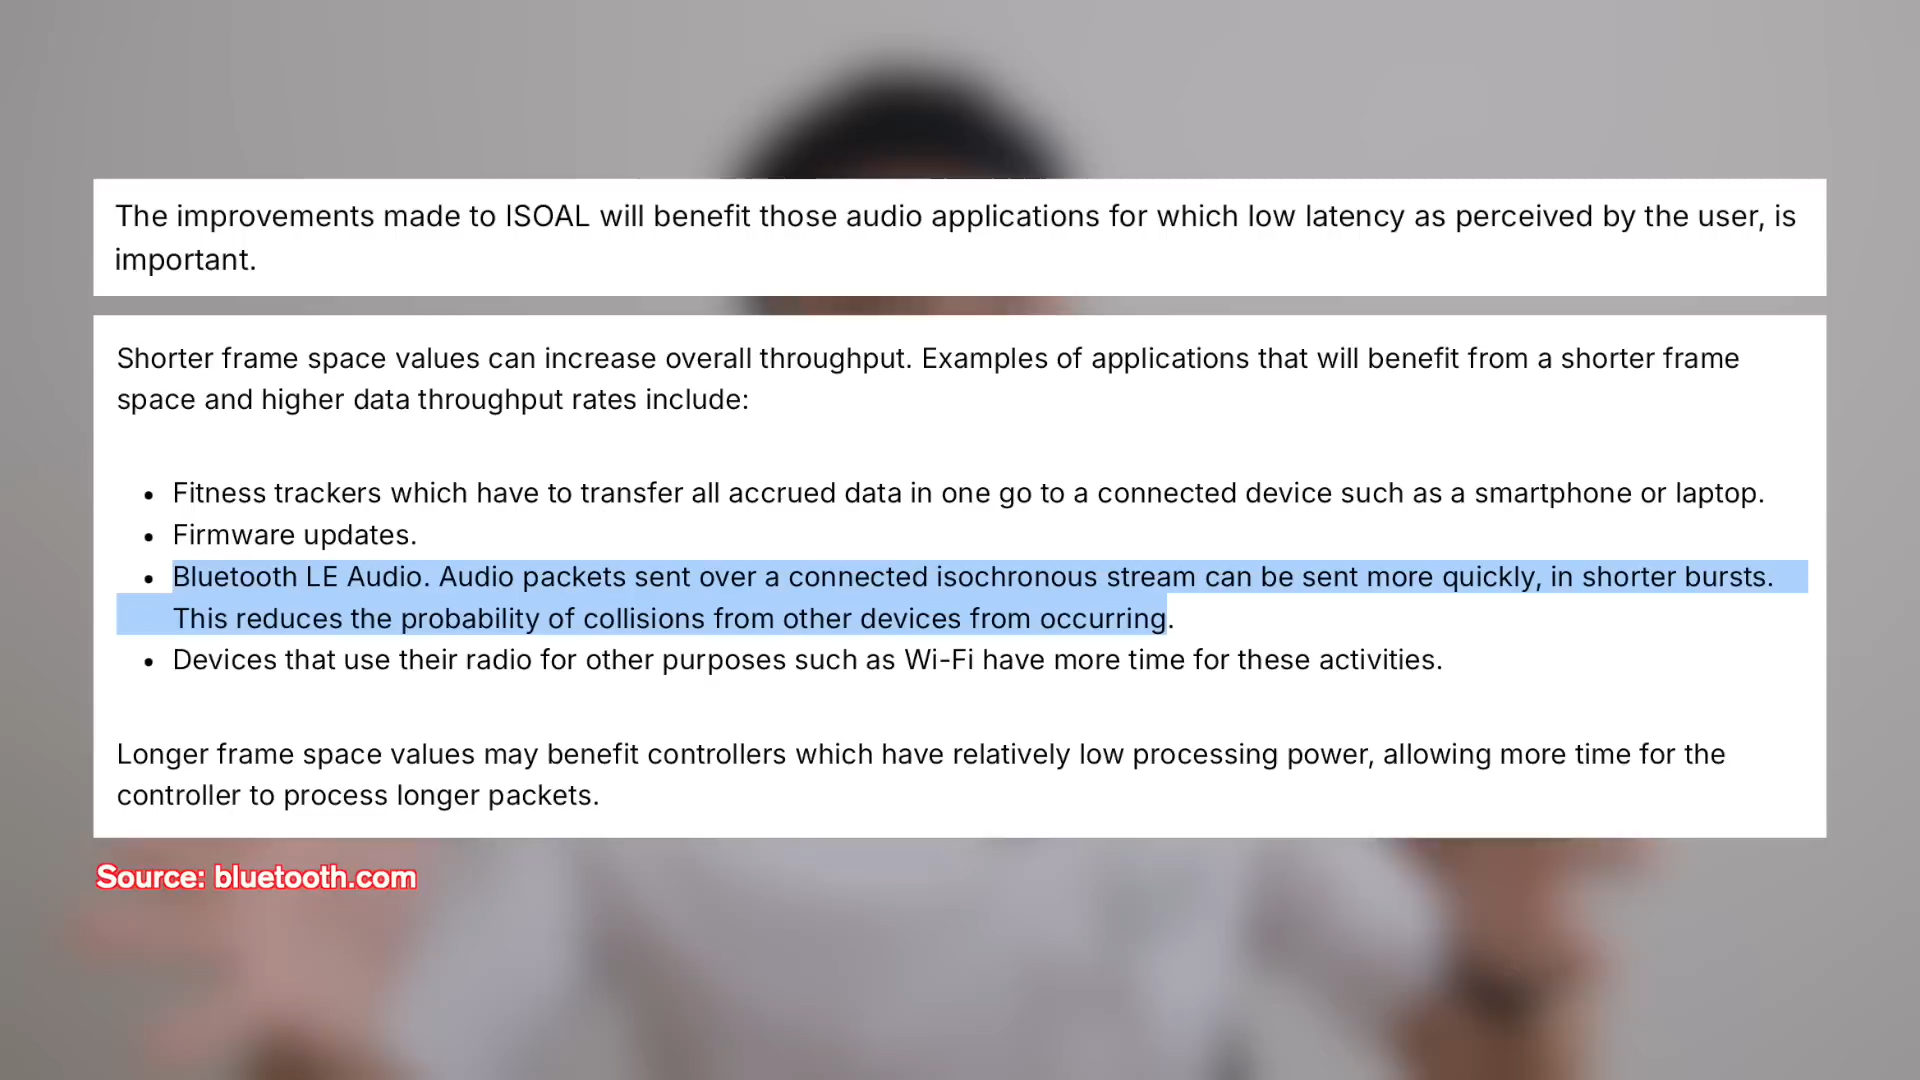 The improvements made to ISOAL will benefit those audio applications for which low latency as perceived by the user, is
important.
Shorter frame space values can increase overall throughput. Examples of applications that will benefit from a shorter frame
space and higher data throughput rates include:
• Fitness trackers which have to transfer all accrued data in one go to a connected device such as a smartphone or laptop.
• Firmware updates.
• Bluetooth LE Audio. Audio packets sent over a connected isochronous stream can be sent more quickly, in shorter bursts.
This reduces the probability of collisions from other devices from occurring.
• Devices that use their radio for other purposes such as Wi-Fi have more time for these activities.
Longer frame space values may benefit controllers which have relatively low processing power, allowing more time for the
controller to process longer packets.
Source: bluetooth.com